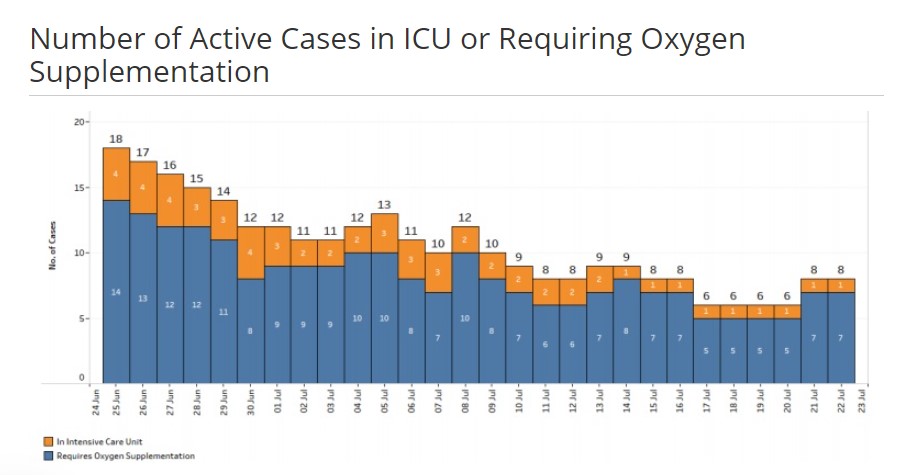 Number of Active Cases in ICU or Requiring Oxygen
Supplementation
No. of Cases
20
15
10
5
0
18 17 16 15 14 12 12 11 11 12 13 11 10 12 10 9 8 8 9 9 8 8 6 6 6 6 8 8
4 4 4 3 3 4 3 2 2 2 3 3 3 2 2 2 2 2 2 1 1 1 1 1 1 1 1 1
14 13 12 12 11 8 9 9 9 10 10 8 7 10 8 7 6 6 7 8 7 7 5 5 5 5 7 7
24 Jun
25 Jun
26 Jun
27 Jun
28 Jun
29 Jun
30 Jun
01 Jul
02 Jul
03 Jul
04 Jul
05 Jul
06 Jul
07 Jul
08 Jul
09 Jul
10 Jul
11 Jul
12 Jul
13 Jul
14 Jul
15 Jul
16 Jul
17 Jul
18 Jul
19 Jul
20 Jul
21 Jul
22 Jul
23 Jul
In Intensive Care Unit
Requires Oxygen Supplementation